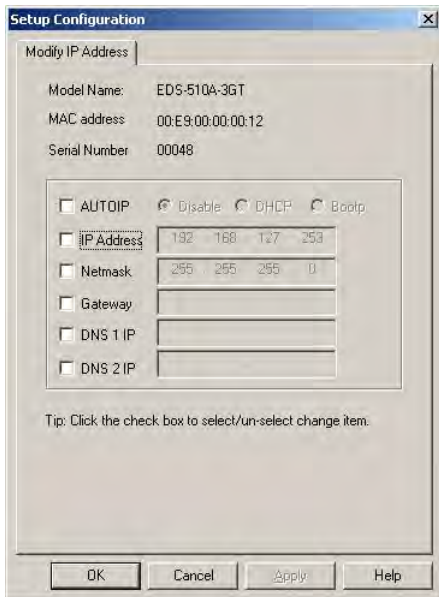 Setup Configuration
Modify IP Address
Model Name: EDS-510A-3GT
MAC address 00:E9:00:00:00:12
Serial Number 00048
AUTOIP Disable DHCP Bootp
IP Address 192 168 127 253
Netmask 255 255 255 0
Gateway
DNS 1 IP
DNS 2 IP
Tip: Click the check box to select/un-select change item.
OK Cancel Apply Help